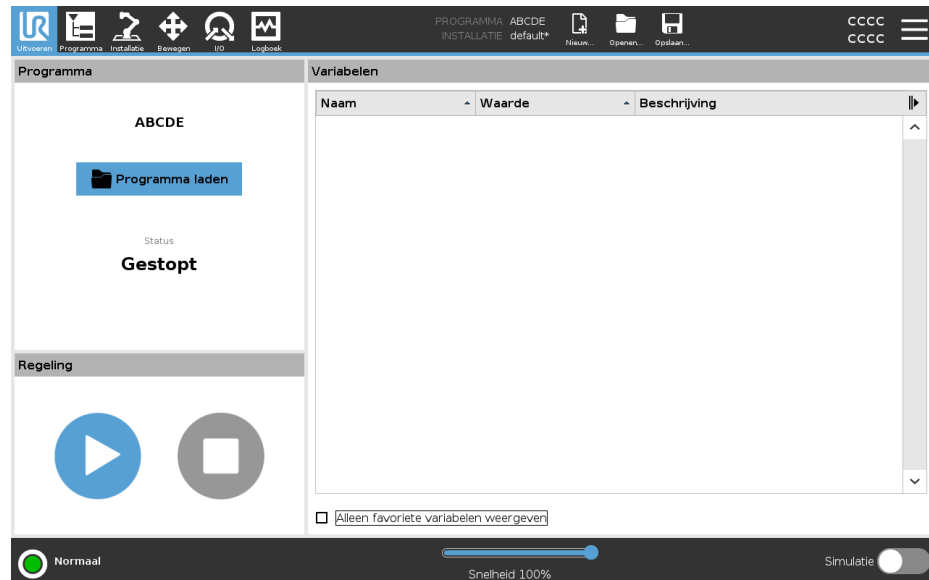 UR
Uitvoeren Programma Installatie Bewegen I/O Logboek
PROGRAMMA ABCDE
INSTALLATIE default*
Nieuw... Openen... Opslaan...
CCCC
CCCC
Programma
ABCDE
Programma laden
Status
Gestopt
Regeling
Variabelen
Naam Waarde Beschrijving
Alleen favoriete variabelen weergeven
Normaal
Snelheid 100%
Simulatie